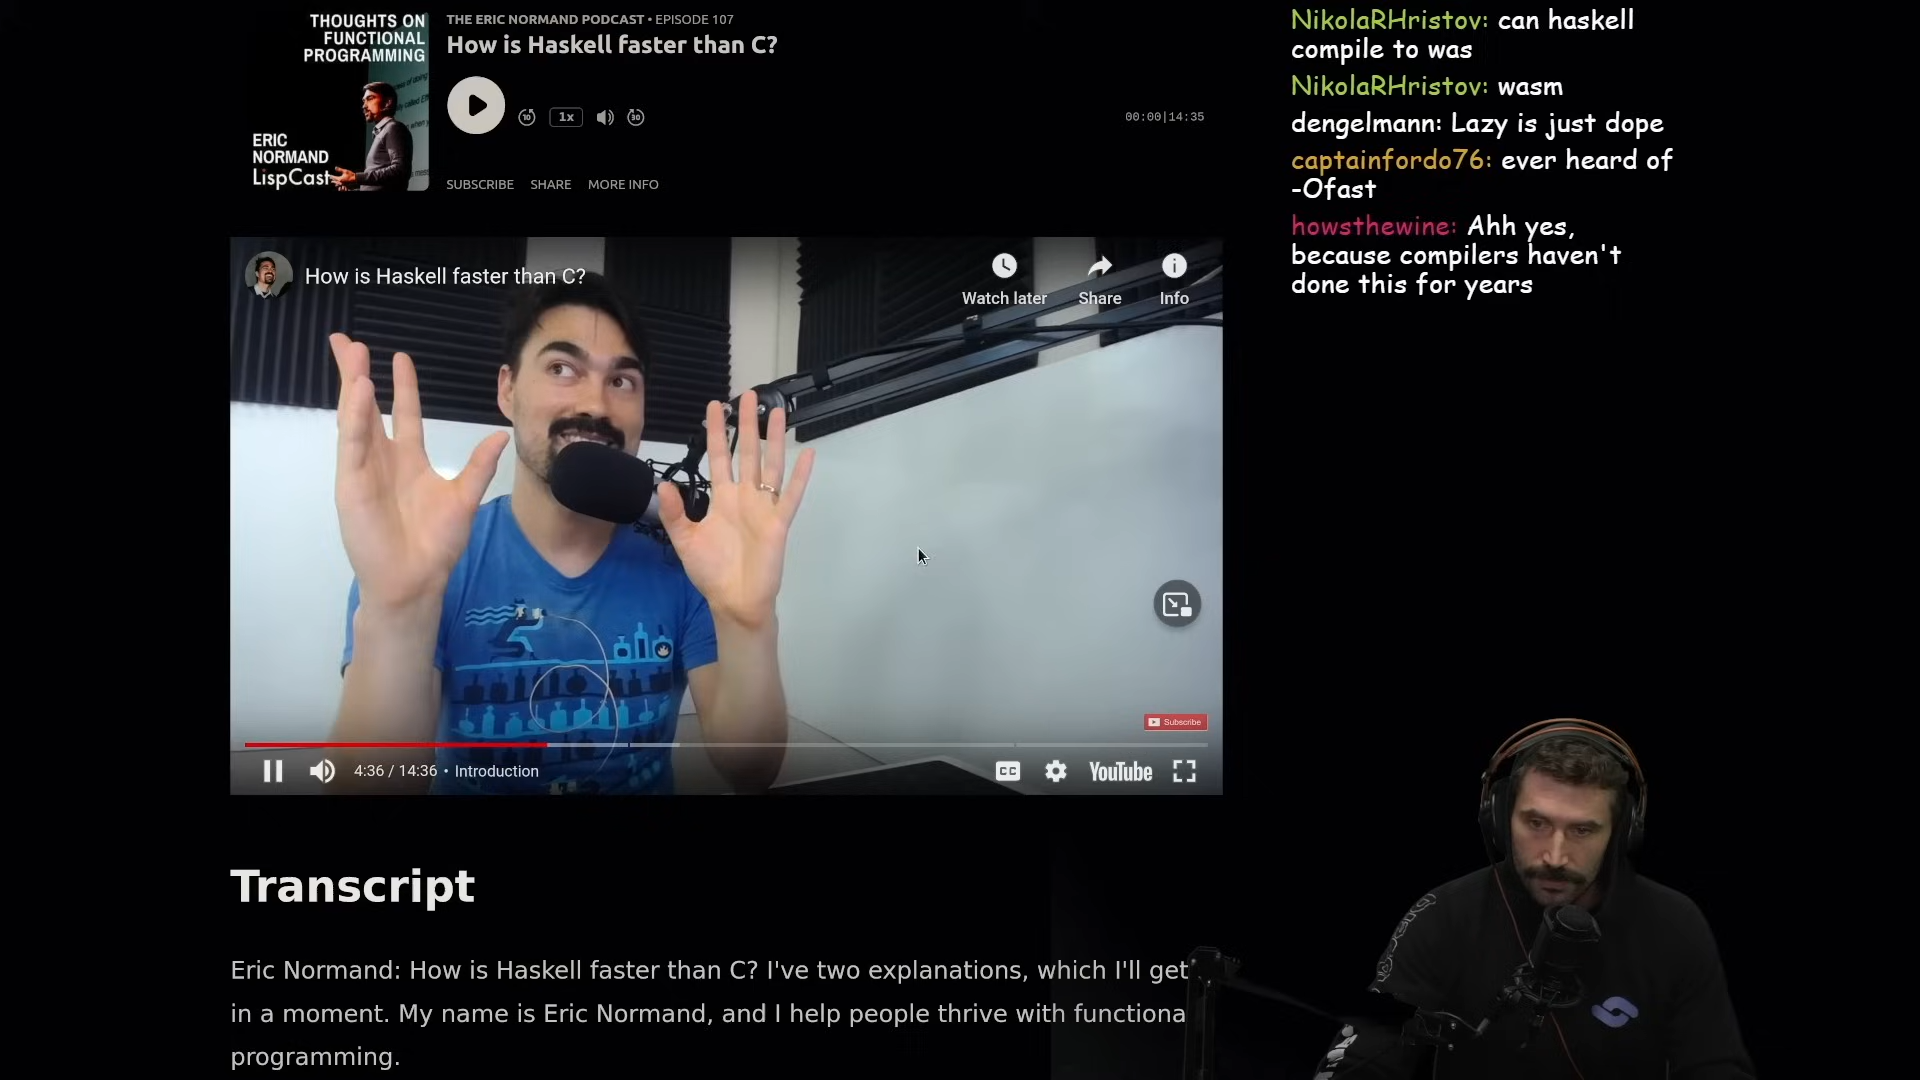 THOUGHTS ON
FUNCTIONAL
PROGRAMMING
ERIC
NORMAND
LispCast
THE ERIC NORMAND PODCAST • EPISODE 107
How is Haskell faster than C?
10
1x
30
00:00|14:35
SUBSCRIBE SHARE MORE INFO
How is Haskell faster than C?
Watch later Share Info
Subscribe
4:36 / 14:36 • Introduction
CC
YouTube
Transcript
Eric Normand: How is Haskell faster than C? I've two explanations, which I'll get
in a moment. My name is Eric Normand, and I help people thrive with functiona
programming.
NikolaRHristov: can haskell
compile to was
NikolaRHristov: wasm
dengelmann: Lazy is just dope
captainfordo76: ever heard of
-Ofast
howsthewine: Ahh yes,
because compilers haven't
done this for years